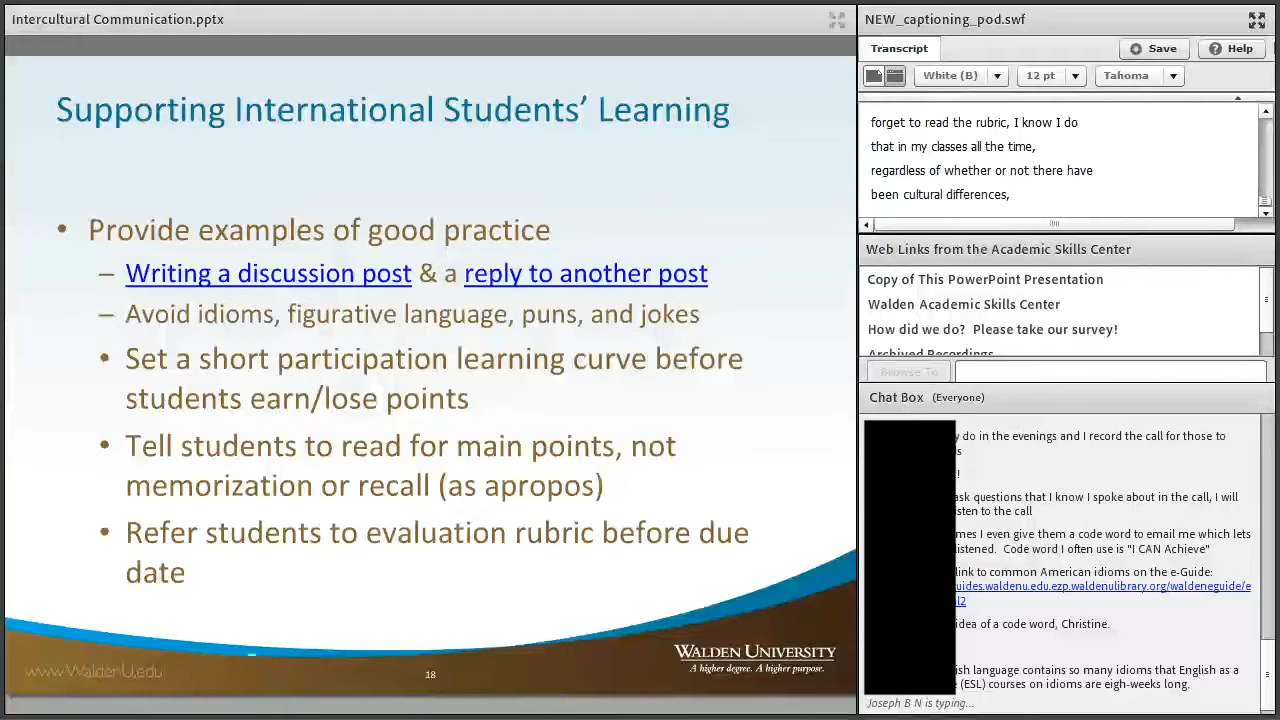 Intercultural Communication.pptx
Supporting International Students’ Learning
• Provide examples of good practice
– Writing a discussion post & a reply to another post
– Avoid idioms, figurative language, puns, and jokes
• Set a short participation learning curve before
students earn/lose points
• Tell students to read for main points, not
memorization or recall (as apropos)
• Refer students to evaluation rubric before due
date
www.WaldenU.edu
18
WALDEN UNIVERSITY
A higher degree. A higher purpose.
NEW_captioning_pod.swf
Transcript
Save
Help
White (B)
12 pt
Tahoma
forget to read the rubric, I know I do
that in my classes all the time,
regardless of whether or not there have
been cultural differences,
Web Links from the Academic Skills Center
Copy of This PowerPoint Presentation
Walden Academic Skills Center
How did we do? Please take our survey!
Archived Recordings
Browse To
Chat Box (Everyone)
do in the evenings and I record the call for those to
ask questions that I know I spoke about in the call, I will
listen to the call
I even give them a code word to email me which lets
listened. Code word I often use is "I CAN Achieve"
link to common American idioms on the e-Guide:
uides.waldenu.edu.ezp.waldenulibrary.org/waldeneguide/e
l2
idea of a code word, Christine.
language contains so many idioms that English as a
(ESL) courses on idioms are eigh-weeks long.
Joseph B N is typing...